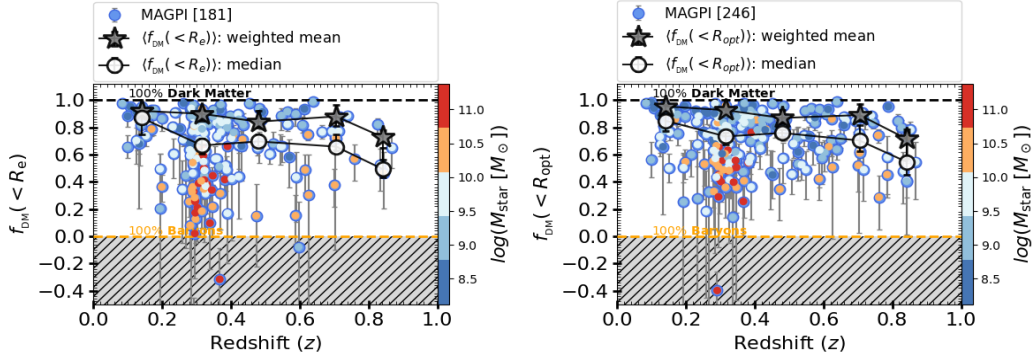 MAGPI [181]
⟨f_DM(< R_e)⟩: weighted mean
⟨f_DM(< R_e)⟩: median
100% Dark Matter
100% Baryons
1.0
0.8
0.6
0.4
0.2
0.0
−0.2
−0.4
f_DM(< R_e)
0.0 0.2 0.4 0.6 0.8 1.0
Redshift (z)
11.0
10.5
10.0
9.5
9.0
8.5
log(M_star [M_⊙])
MAGPI [246]
⟨f_DM(< R_opt)⟩: weighted mean
⟨f_DM(< R_opt)⟩: median
100% Dark Matter
100% Baryons
1.0
0.8
0.6
0.4
0.2
0.0
−0.2
−0.4
f_DM(< R_opt)
0.0 0.2 0.4 0.6 0.8 1.0
Redshift (z)
11.0
10.5
10.0
9.5
9.0
8.5
log(M_star [M_⊙])